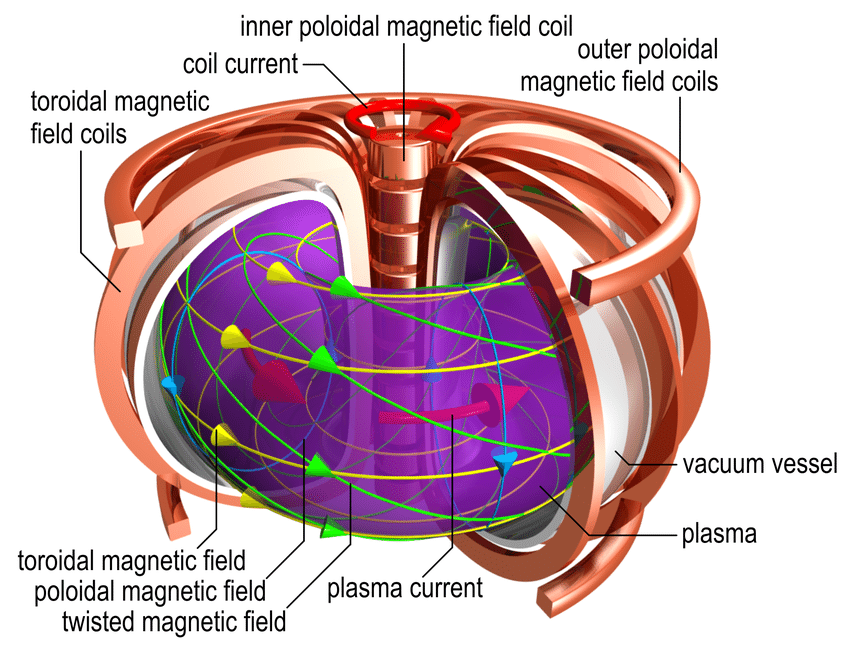 inner poloidal magnetic field coil
outer poloidal
magnetic field coils
coil current
toroidal magnetic
field coils
vacuum vessel
plasma
toroidal magnetic field
poloidal magnetic field
twisted magnetic field
plasma current